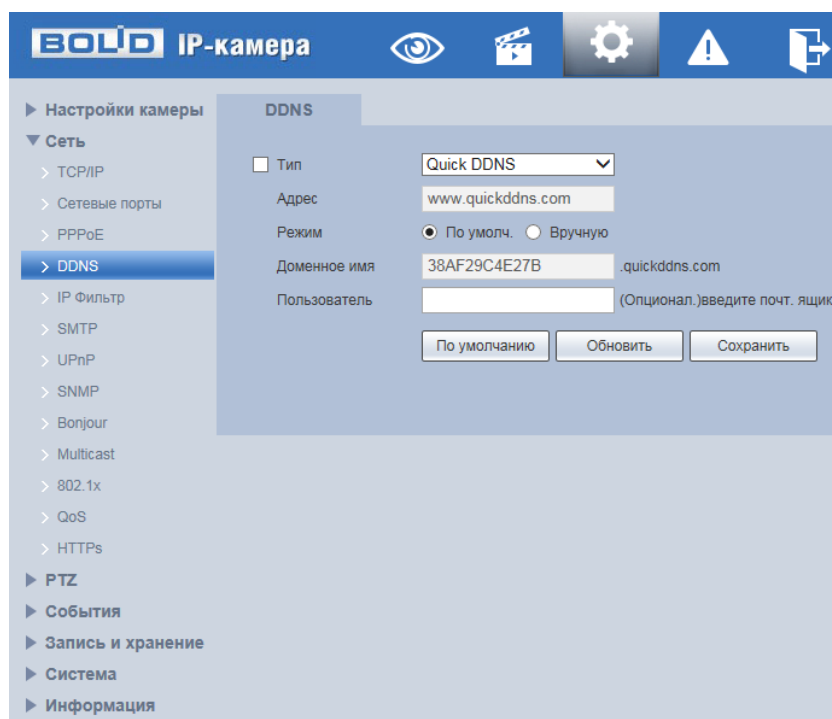 BOLID IP-камера
Настройки камеры
Сеть
TCP/IP
Сетевые порты
PPPoE
DDNS
IP Фильтр
SMTP
UPnP
SNMP
Bonjour
Multicast
802.1x
QoS
HTTPs
PTZ
События
Запись и хранение
Система
Информация
DDNS
Тип Quick DDNS
Адрес www.quickddns.com
Режим По умолч. Вручную
Доменное имя 38AF29C4E27B .quickddns.com
Пользователь (Опционал.)введите почт. ящик
По умолчанию Обновить Сохранить